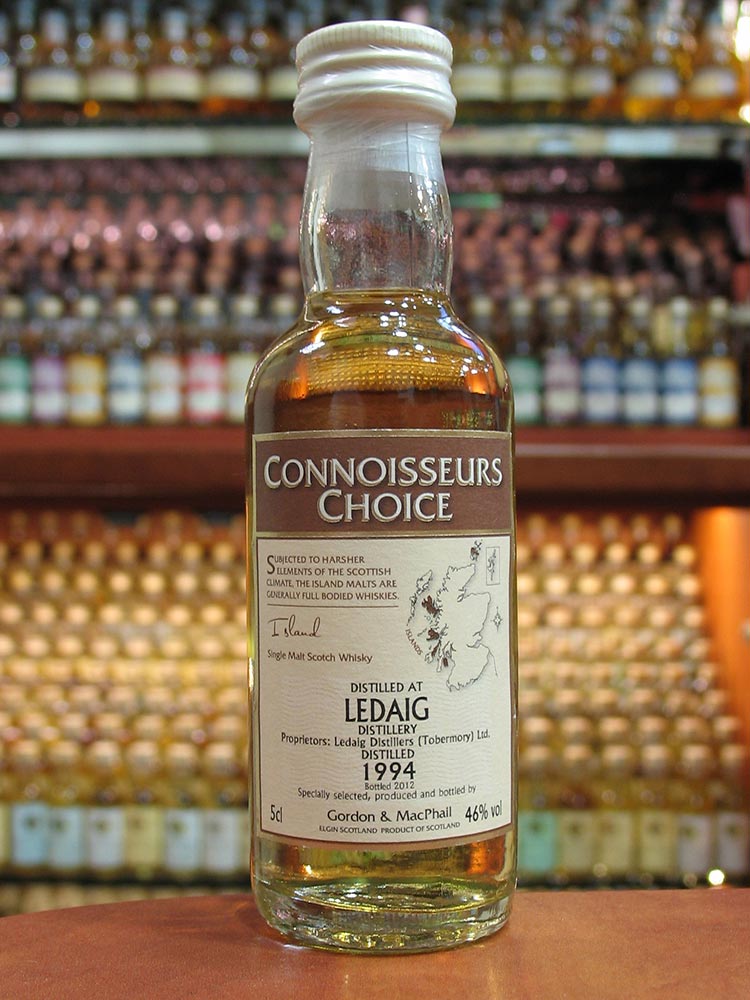 CONNOISSEURS
CHOICE
SUBJECTED TO HARSHER
ELEMENTS OF THE SCOTTISH
CLIMATE, THE ISLAND MALTS ARE
GENERALLY FULL BODIED WHISKIES.
Island
Single Malt Scotch Whisky
ISLANDS
DISTILLED AT
LEDAIG
DISTILLERY
Proprietors: Ledaig Distillers (Tobermory) Ltd.
DISTILLED
1994
Bottled 2012
Specially selected, produced and bottled by
5cl Gordon & MacPhail 46% vol
ELGIN SCOTLAND PRODUCT OF SCOTLAND